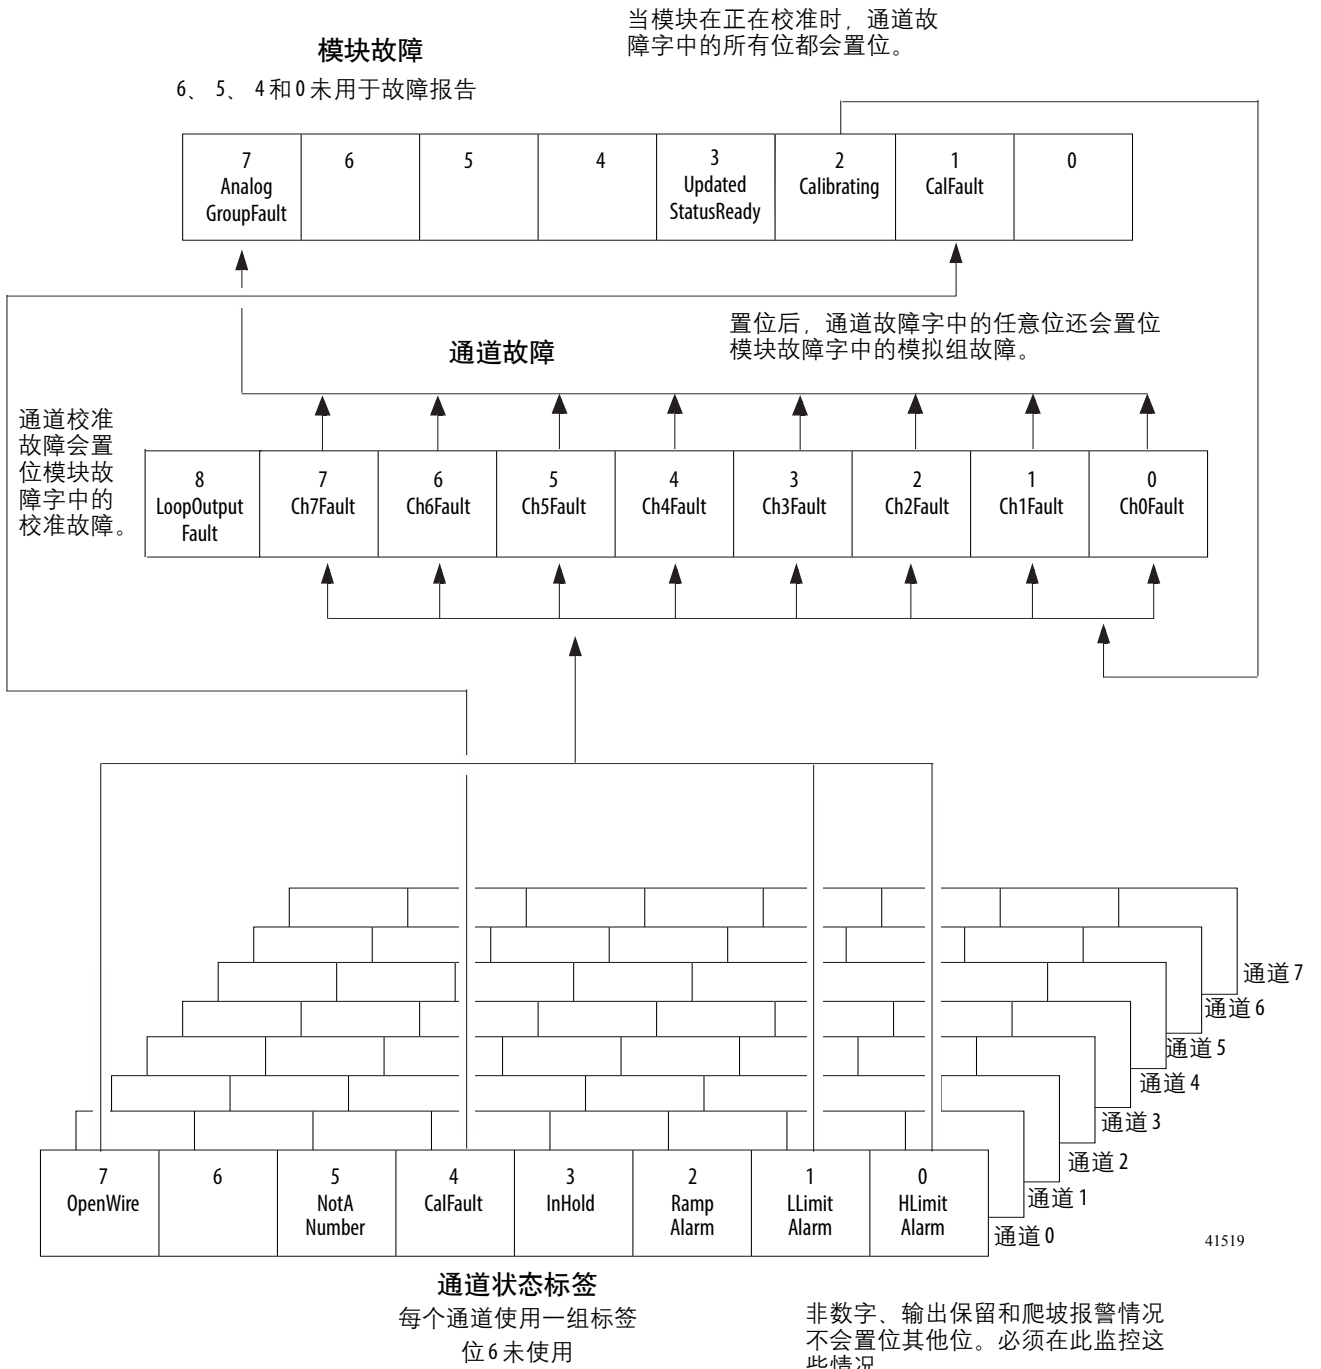 当模块在正在校准时，通道故
障字中的所有位都会置位。
模块故障
6、 5、 4和0未用于故障报告
7
Analog
GroupFault
6
5
4
3
Updated
StatusReady
2
Calibrating
1
CalFault
0
置位后，通道故障字中的任意位还会置位
模块故障字中的模拟组故障。
通道故障
通道校准
故障会置
位模块故
障字中的
校准故障。
8
LoopOutput
Fault
7
Ch7Fault
6
Ch6Fault
5
Ch5Fault
4
Ch4Fault
3
Ch3Fault
2
Ch2Fault
1
Ch1Fault
0
Ch0Fault
通道7
通道6
通道5
通道4
通道3
通道2
通道1
通道0
7
OpenWire
6
5
NotA
Number
4
CalFault
3
InHold
2
Ramp
Alarm
1
LLimit
Alarm
0
HLimit
Alarm
41519
通道状态标签
每个通道使用一组标签
位6未使用
非数字、输出保留和爬坡报警情况
不会置位其他位。必须在此监控这
些情况